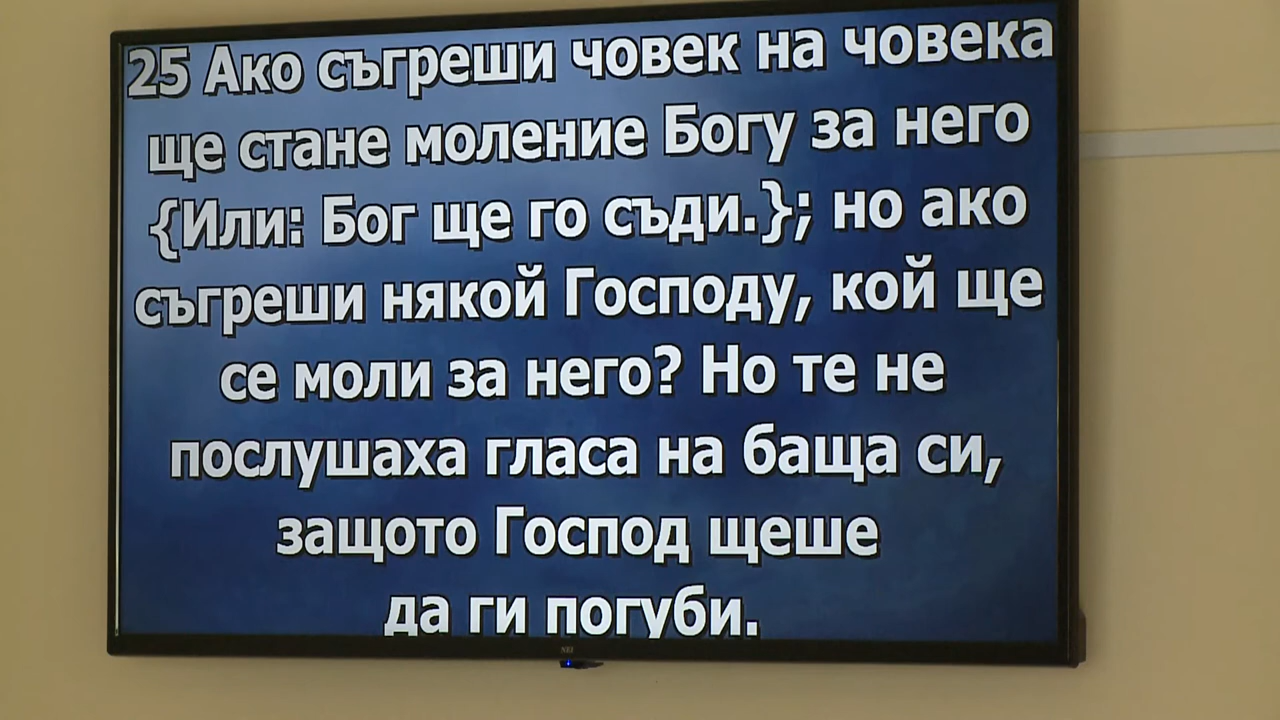 25 Ако съгреши човек на човека
ще стане моление Богу за него
{Или: Бог ще го съди.}; но ако
съгреши някой Господу, кой ще
се моли за него? Но те не
послушаха гласа на баща си,
защото Господ щеше
да ги погуби.
NEI